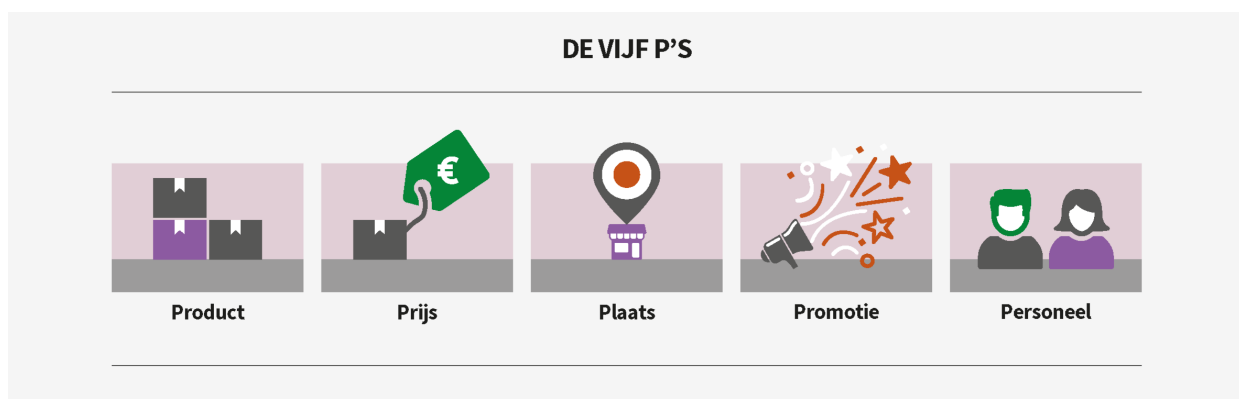 DE VIJF P’S
€
Product
Prijs
Plaats
Promotie
Personeel